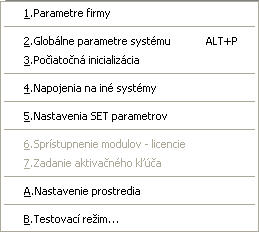 1.Parametre firmy
2.Globálne parametre systému ALT+P
3.Počiatočná inicializácia
4.Napojenia na iné systémy
5.Nastavenia SET parametrov
6.Sprístupnenie modulov - licencie
7.Zadanie aktivačného kľúča
A.Nastavenie prostredia
B.Testovací režim...